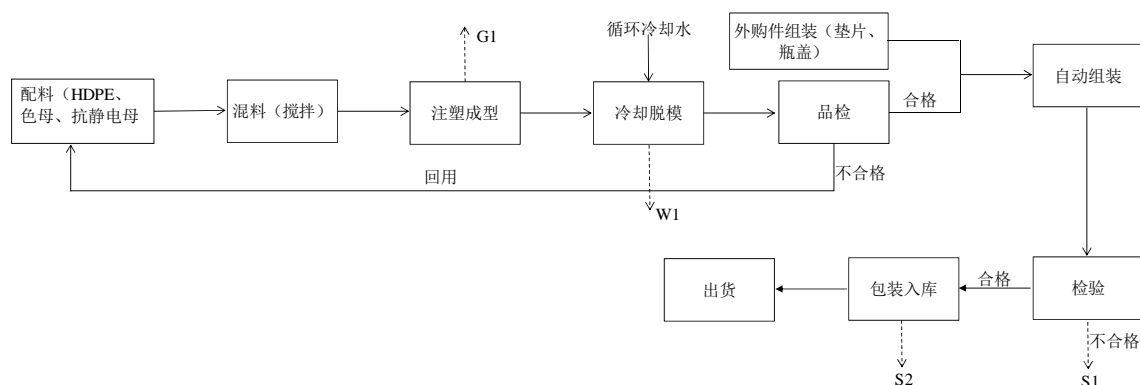 G1
循环冷却水
外购件组装（垫片、
瓶盖）
自动组装
配料（HDPE、
色母、抗静电母
混料（搅拌）
注塑成型
冷却脱模
品检
合格
回用
不合格
W1
出货
包装入库
合格
检验
不合格
S2
S1